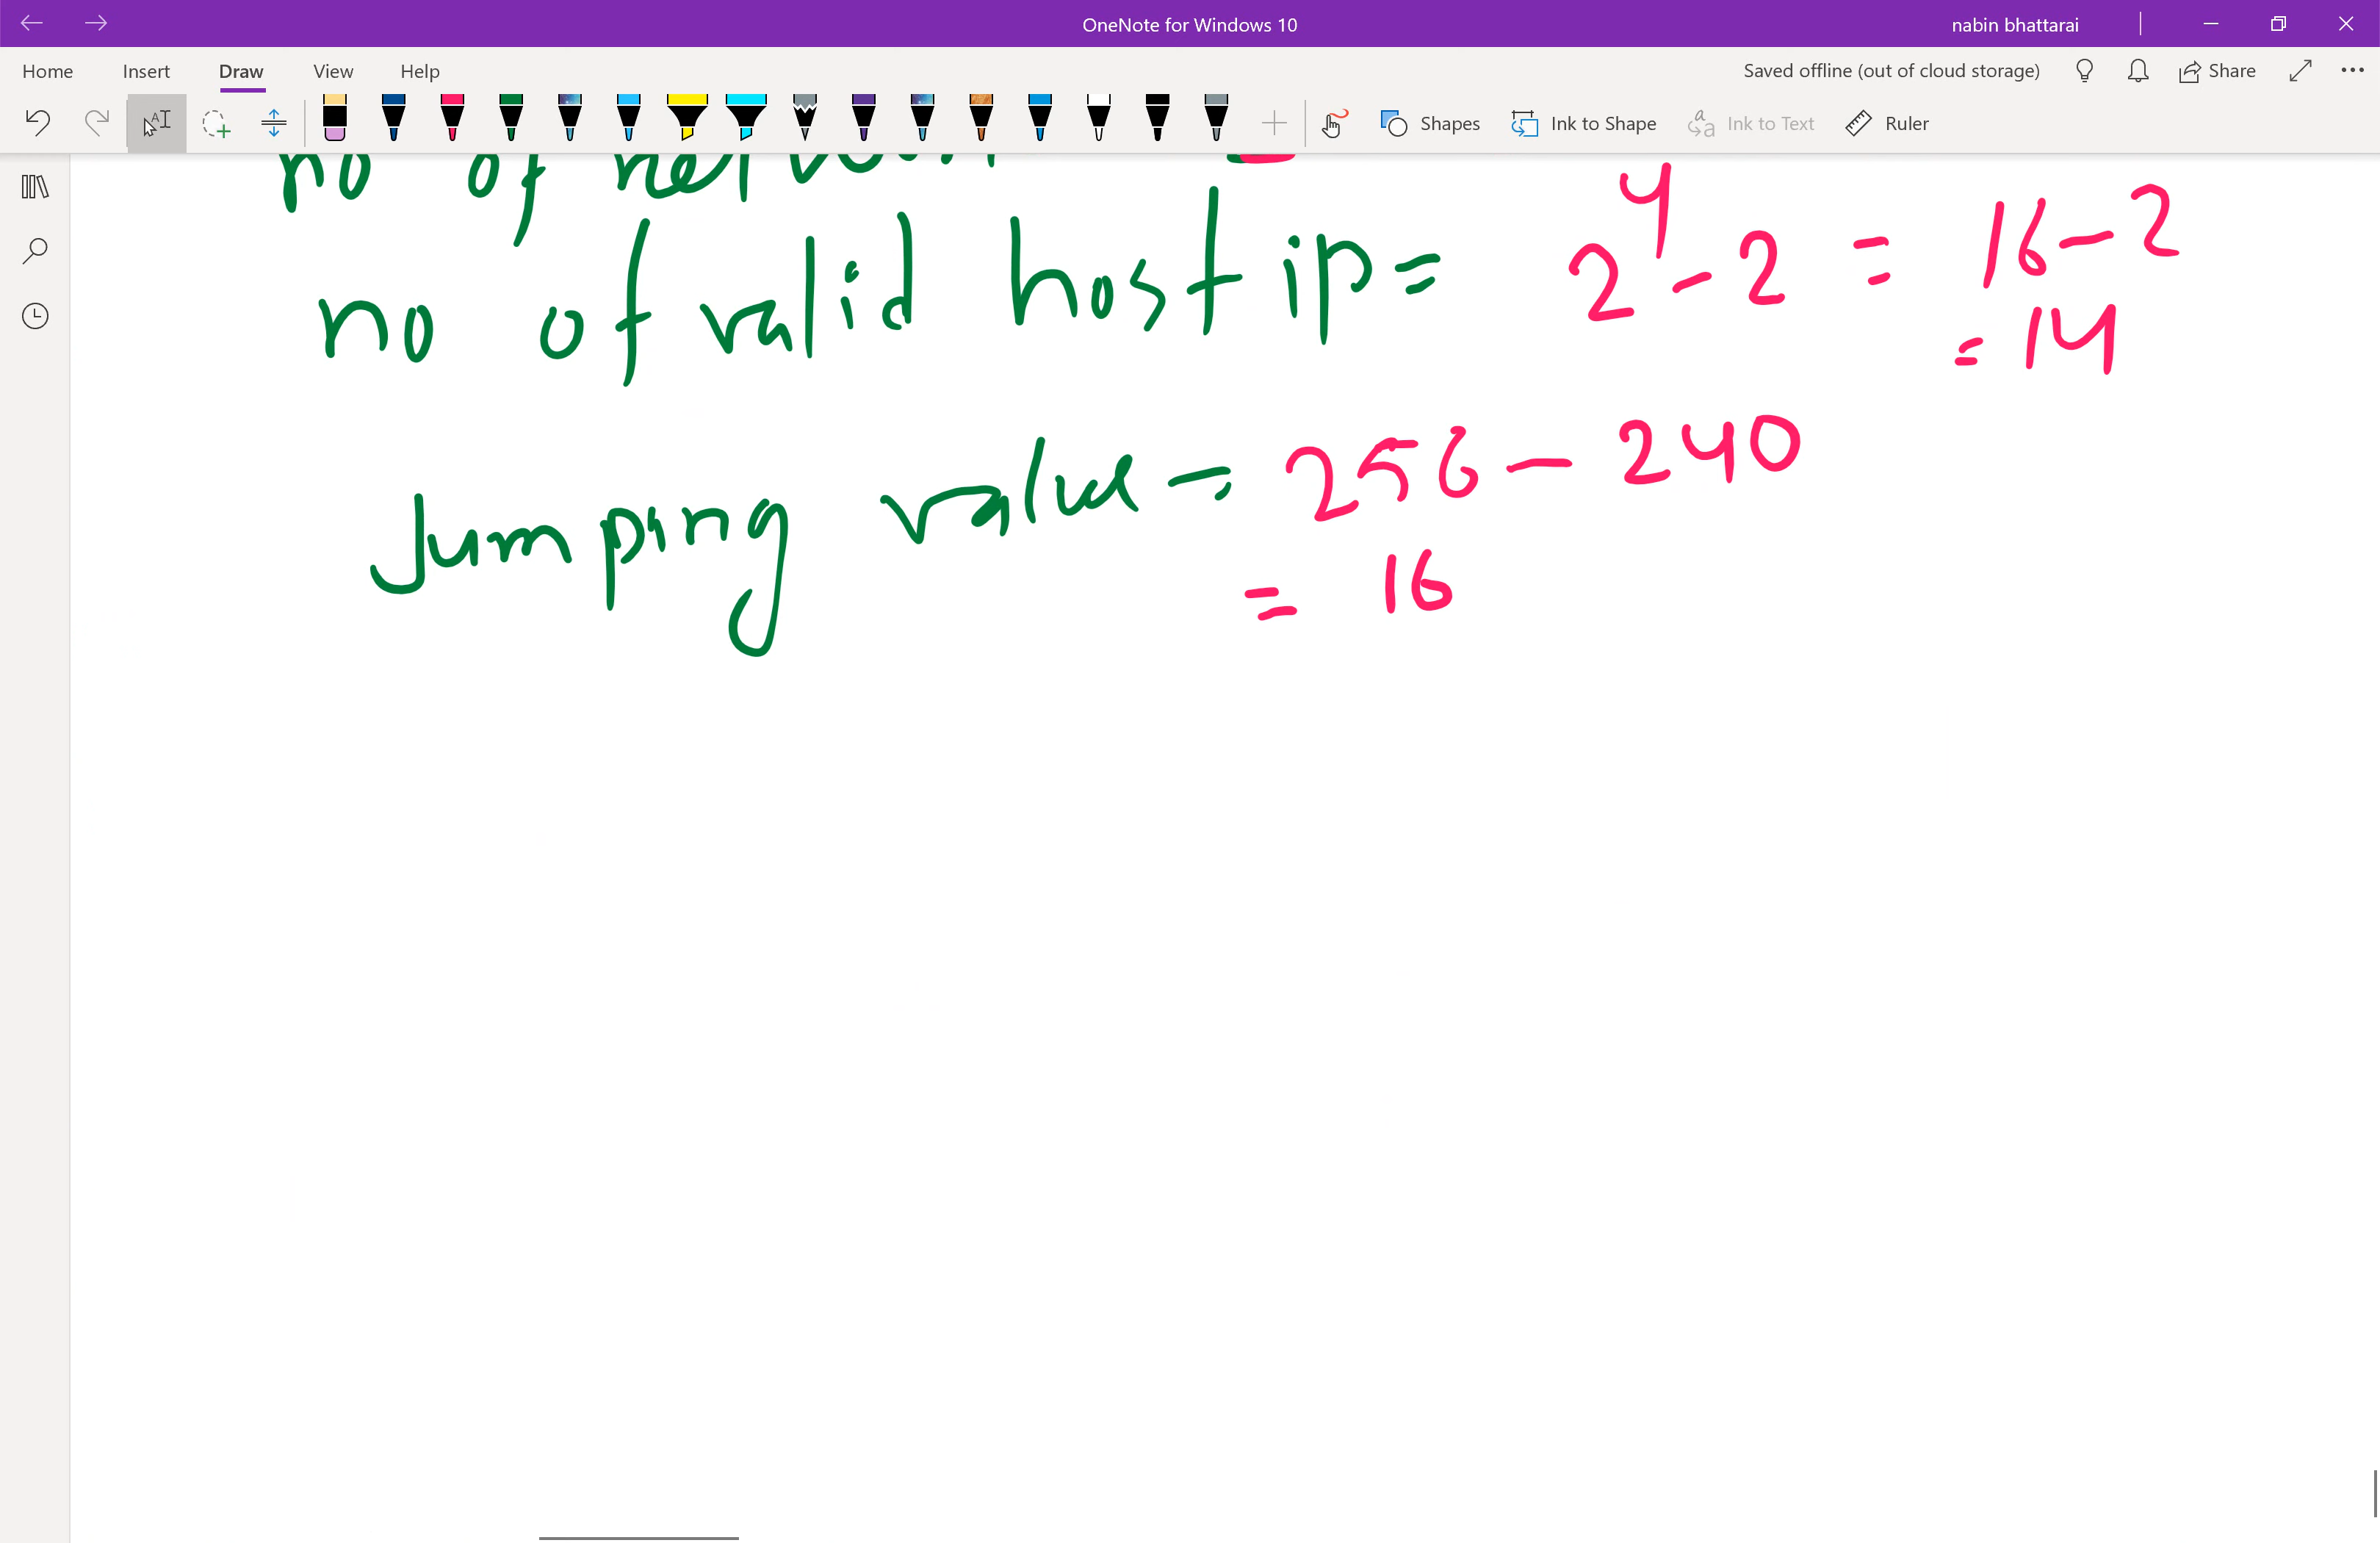 OneNote for Windows 10
nabin bhattarai
Home Insert Draw View Help
Saved offline (out of cloud storage) Share
Shapes Ink to Shape Ink to Text Ruler
no of
no of valid host ip = 2⁴ - 2 = 16 - 2
= 14
Jumping value = 256 - 240
= 16